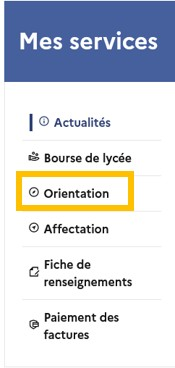 Mes services
Actualités
Bourse de lycée
Orientation
Affectation
Fiche de
renseignements
Paiement des
factures